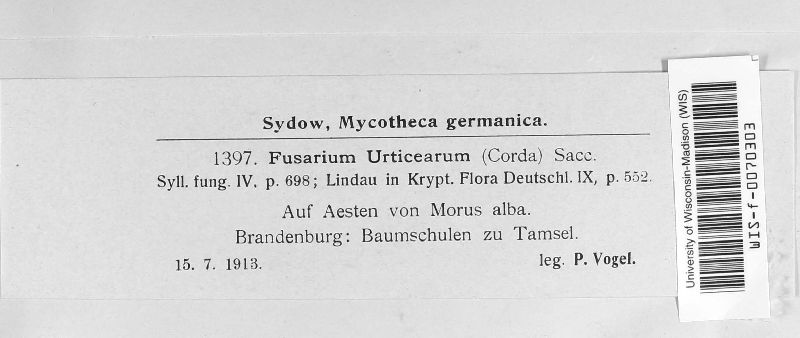 Sydow, Mycotheca germanica.
1397. Fusarium Urticearum (Corda) Sacc.
Syll. fung. IV, p. 698; Lindau in Krypt. Flora Deutschl. IX, p. 552.
Auf Aesten von Morus alba.
Brandenburg: Baumschulen zu Tamsel.
15. 7. 1913. leg. P. Vogel.
University of Wisconsin-Madison (WIS)